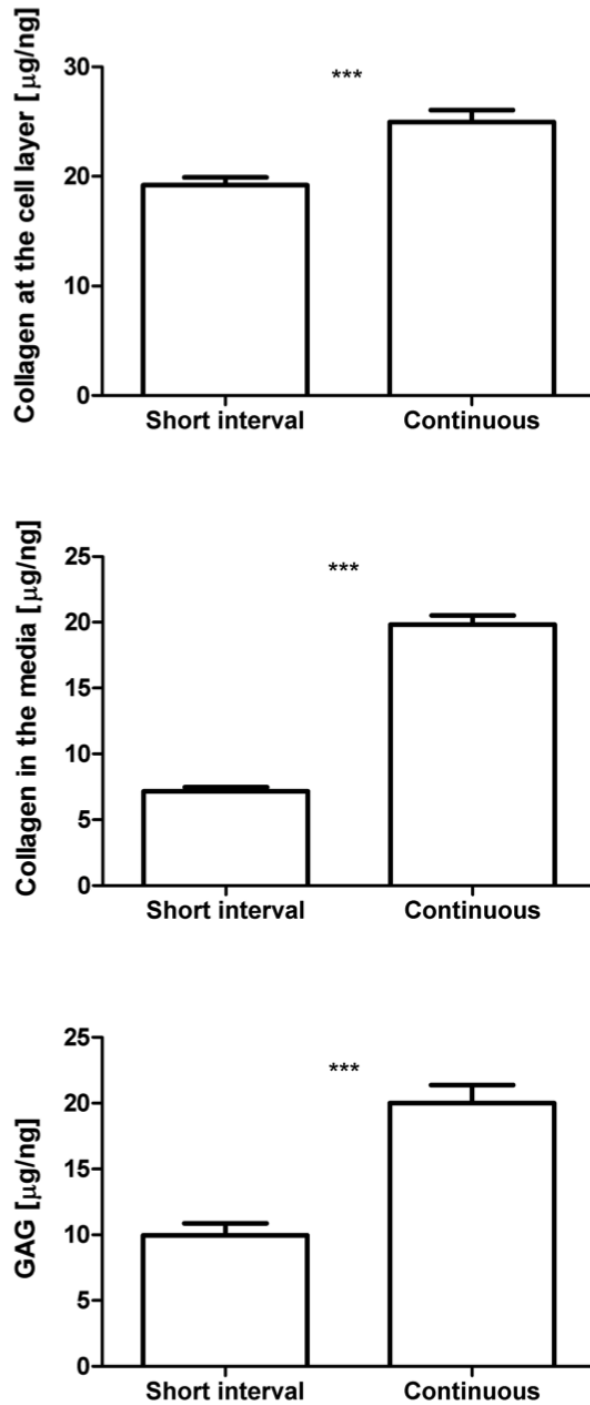 Collagen at the cell layer [µg/ng]
30
20
10
0
***
Short interval
Continuous
Collagen in the media [µg/ng]
25
20
15
10
5
0
***
Short interval
Continuous
GAG [µg/ng]
25
20
15
10
5
0
***
Short interval
Continuous